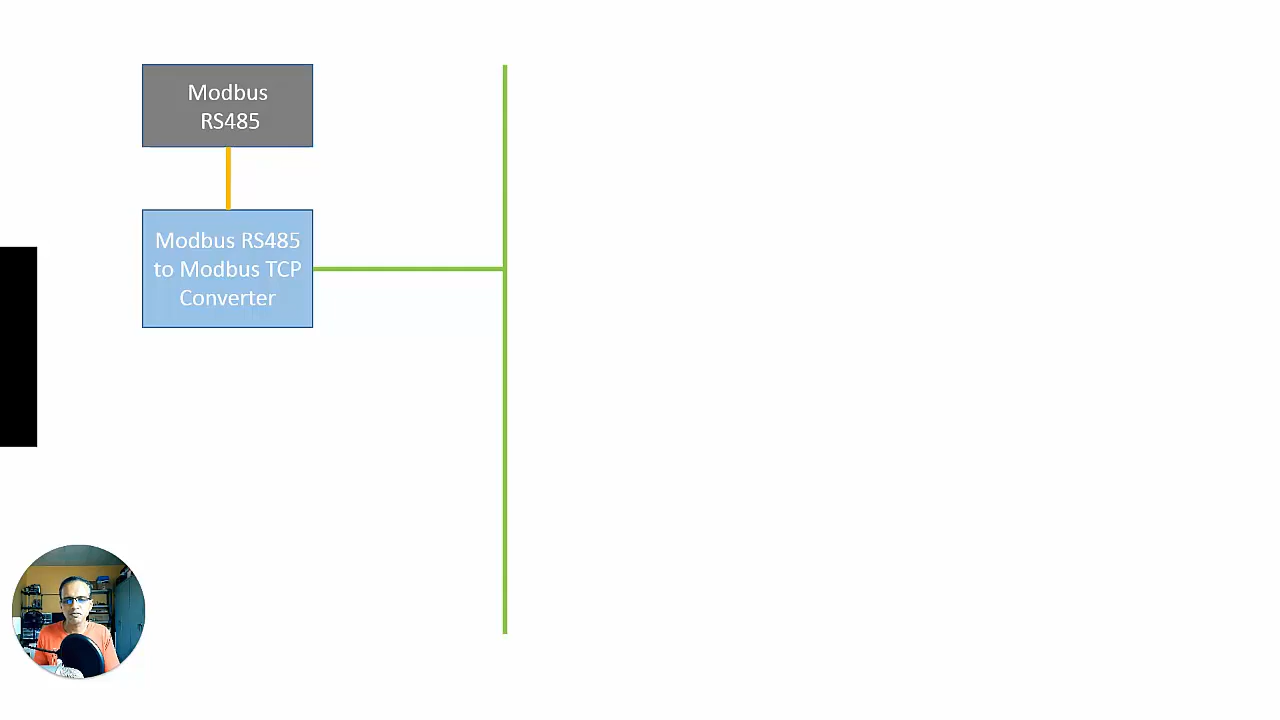 Modbus
RS485
Modbus RS485
to Modbus TCP
Converter